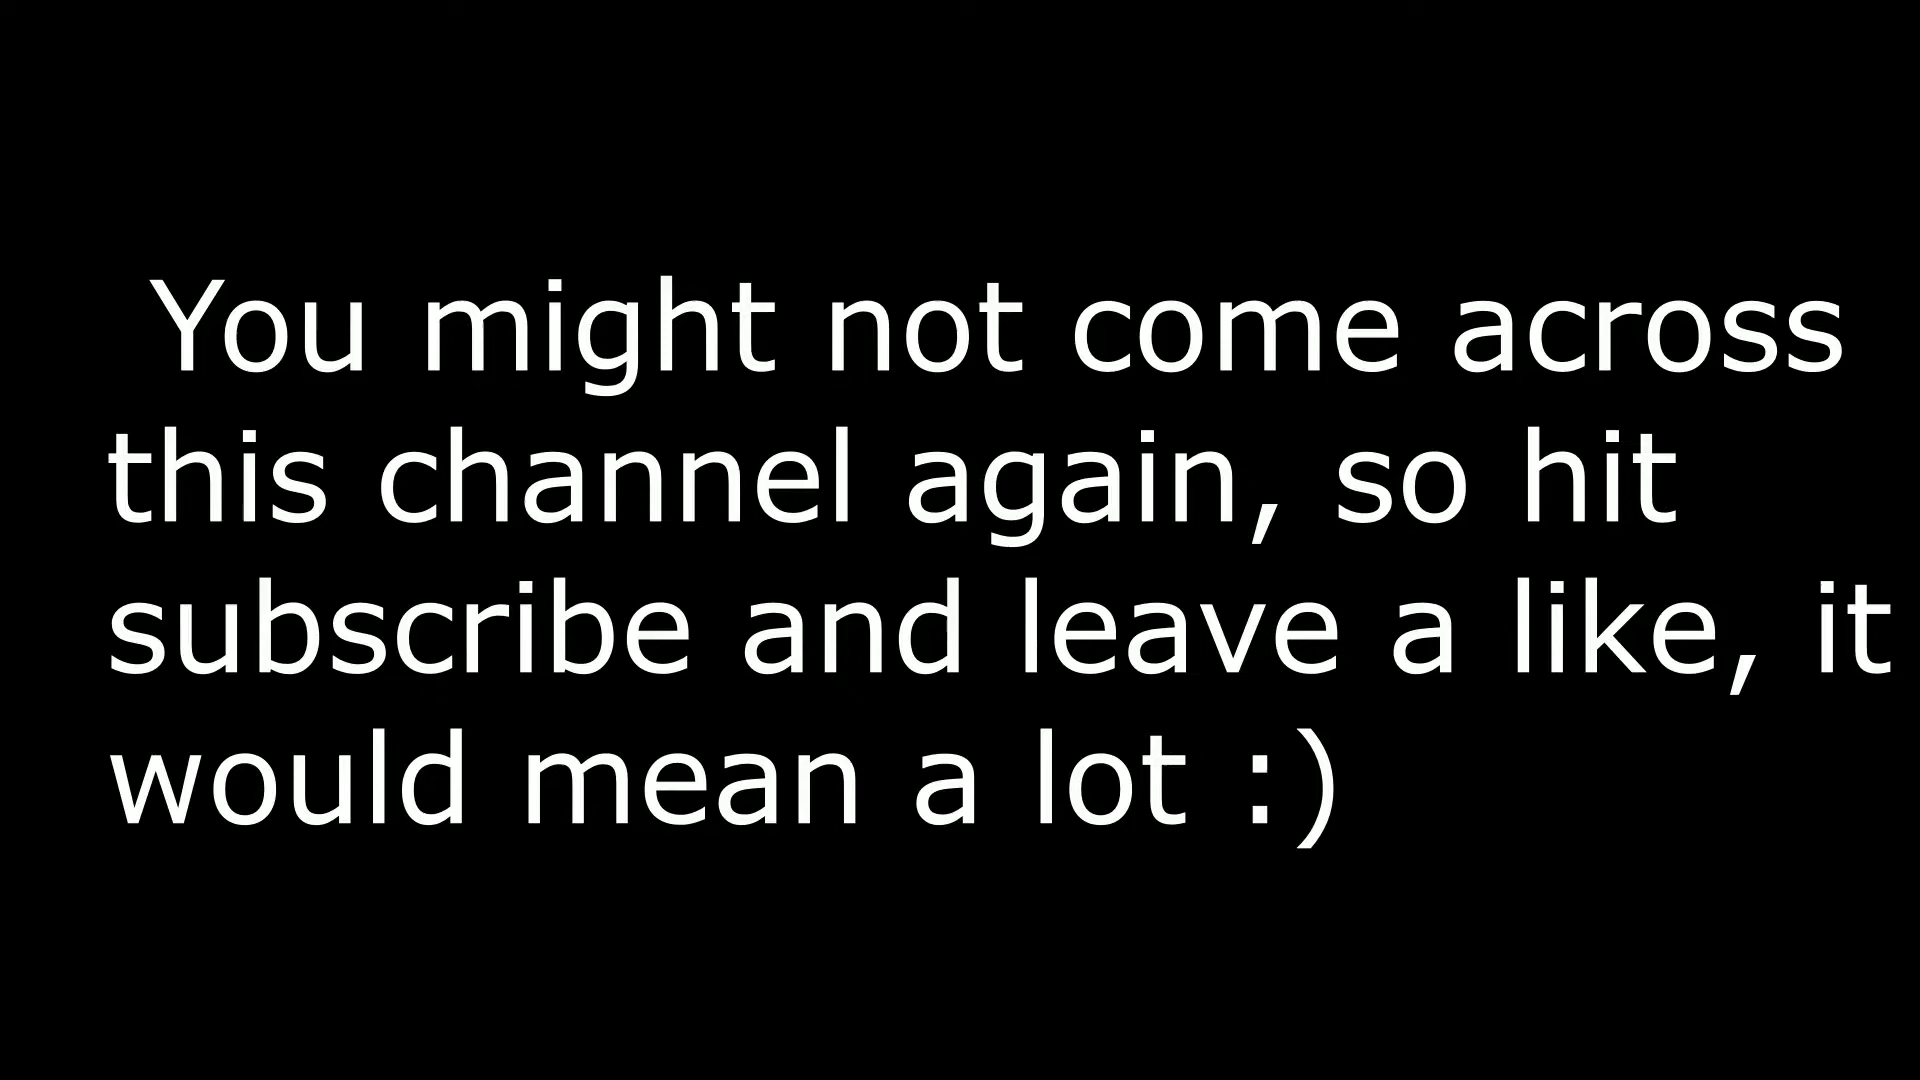 You might not come across
this channel again, so hit
subscribe and leave a like, it
would mean a lot :)